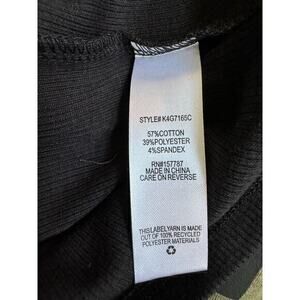 STYLE# K4G7165C
57%COTTON
39%POLYESTER
4%SPANDEX
RN#157787
MADE IN CHINA
CARE ON REVERSE
THIS LABEL YARN IS MADE
OUT OF 100% RECYCLED
POLYESTER MATERIALS